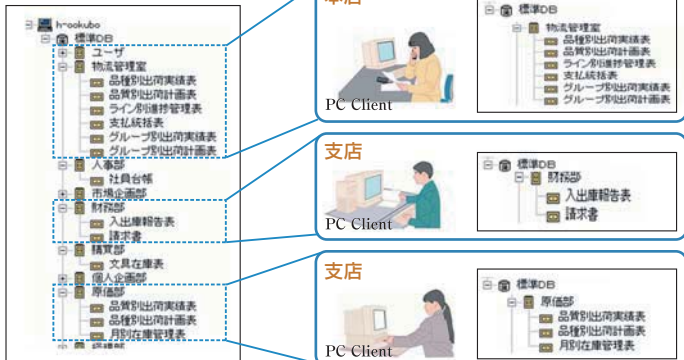 h-ookubo
標準DB
ユーザ
物流管理室
品種別出荷実績表
品質別出荷計画表
ライン別進捗管理表
支払統括表
グループ別出荷実績表
グループ別出荷計画表
人事部
社員台帳
市場企画部
財務部
入出庫報告表
請求書
購買部
文具在庫表
個人企画部
原価部
品質別出荷実績表
品種別出荷計画表
月別在庫管理表
本店
PC Client
標準DB
物流管理室
品種別出荷実績表
品質別出荷計画表
ライン別進捗管理表
支払統括表
グループ別出荷実績表
グループ別出荷計画表
支店
PC Client
標準DB
財務部
入出庫報告表
請求書
支店
PC Client
標準DB
原価部
品質別出荷実績表
品種別出荷計画表
月別在庫管理表